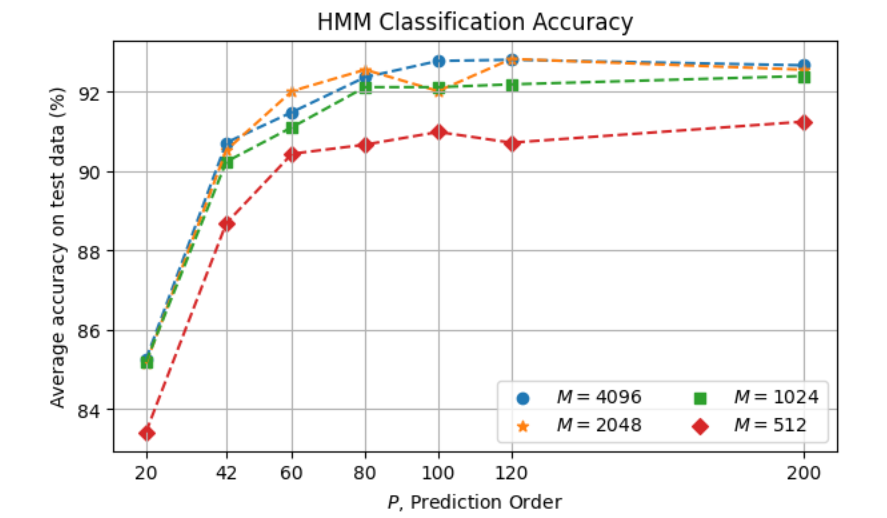 HMM Classification Accuracy
Average accuracy on test data (%)
92
90
88
86
84
M = 4096
M = 1024
M = 2048
M = 512
20 42 60 80 100 120 200
P, Prediction Order